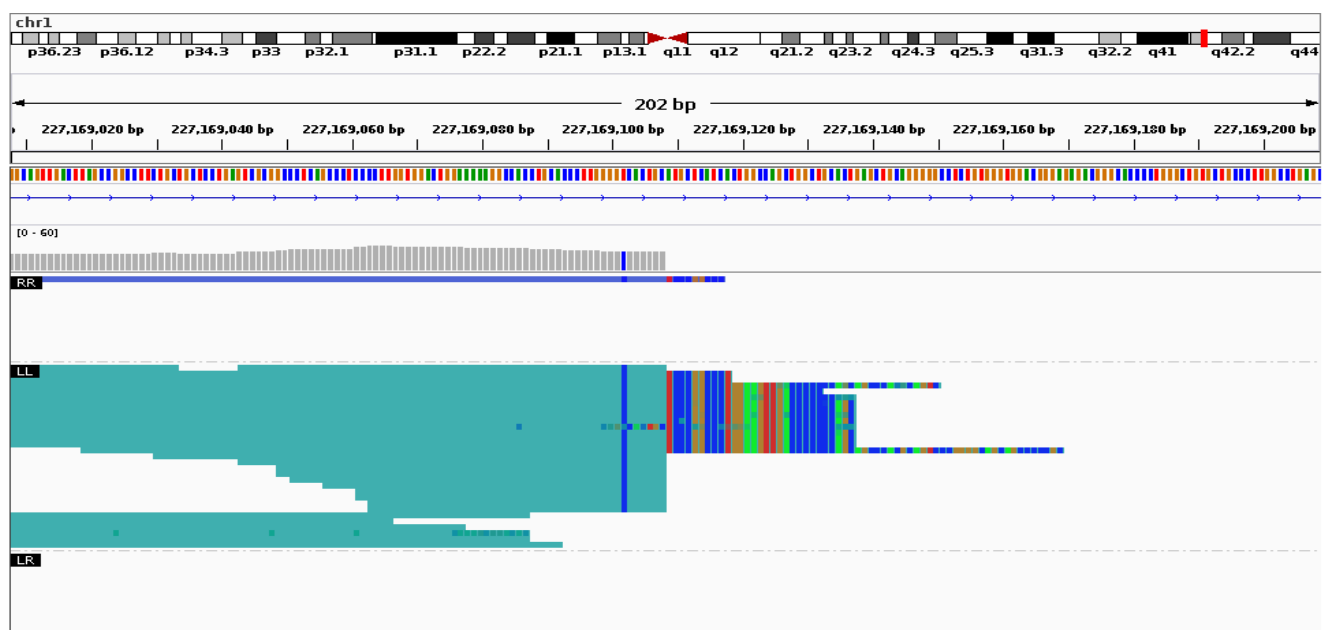 chr1
p36.23 p36.12 p34.3 p33 p32.1 p31.1 p22.2 p21.1 p13.1 q11 q12 q21.2 q23.2 q24.3 q25.3 q31.3 q32.2 q41 q42.2 q44
202 bp
227,169,020 bp 227,169,040 bp 227,169,060 bp 227,169,080 bp 227,169,100 bp 227,169,120 bp 227,169,140 bp 227,169,160 bp 227,169,180 bp 227,169,200 bp
[0 - 60]
RR
LL
LR